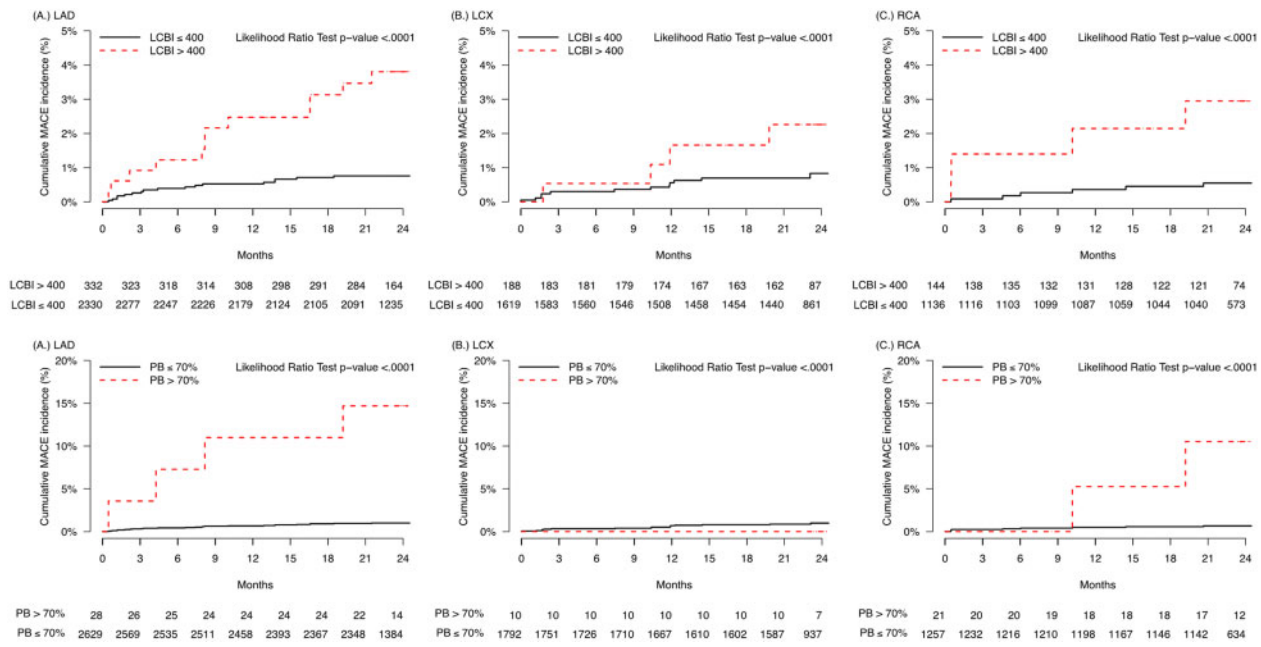 (A.) LAD
5%
4%
3%
2%
1%
0%
Cumulative MACE incidence (%)
LCBI ≤ 400
LCBI > 400
Likelihood Ratio Test p-value <.0001
0 3 6 9 12 15 18 21 24
Months
LCBI > 400 332 323 318 314 308 298 291 284 164
LCBI ≤ 400 2330 2277 2247 2226 2179 2124 2105 2091 1235
(B.) LCX
5%
4%
3%
2%
1%
0%
Cumulative MACE incidence (%)
LCBI ≤ 400
LCBI > 400
Likelihood Ratio Test p-value <.0001
0 3 6 9 12 15 18 21 24
Months
LCBI > 400 188 183 181 179 174 167 163 162 87
LCBI ≤ 400 1619 1583 1560 1546 1508 1458 1454 1440 861
(C.) RCA
5%
4%
3%
2%
1%
0%
Cumulative MACE incidence (%)
LCBI ≤ 400
LCBI > 400
Likelihood Ratio Test p-value <.0001
0 3 6 9 12 15 18 21 24
Months
LCBI > 400 144 138 135 132 131 128 122 121 74
LCBI ≤ 400 1136 1116 1103 1099 1087 1059 1044 1040 573
(A.) LAD
20%
15%
10%
5%
0%
Cumulative MACE incidence (%)
PB ≤ 70%
PB > 70%
Likelihood Ratio Test p-value <.0001
0 3 6 9 12 15 18 21 24
Months
PB > 70% 28 26 25 24 24 24 24 22 14
PB ≤ 70% 2629 2569 2535 2511 2458 2393 2367 2348 1384
(B.) LCX
20%
15%
10%
5%
0%
Cumulative MACE incidence (%)
PB ≤ 70%
PB > 70%
Likelihood Ratio Test p-value <.0001
0 3 6 9 12 15 18 21 24
Months
PB > 70% 10 10 10 10 10 10 10 10 7
PB ≤ 70% 1792 1751 1726 1710 1667 1610 1602 1587 937
(C.) RCA
20%
15%
10%
5%
0%
Cumulative MACE incidence (%)
PB ≤ 70%
PB > 70%
Likelihood Ratio Test p-value <.0001
0 3 6 9 12 15 18 21 24
Months
PB > 70% 21 20 20 19 18 18 18 17 12
PB ≤ 70% 1257 1232 1216 1210 1198 1167 1146 1142 634